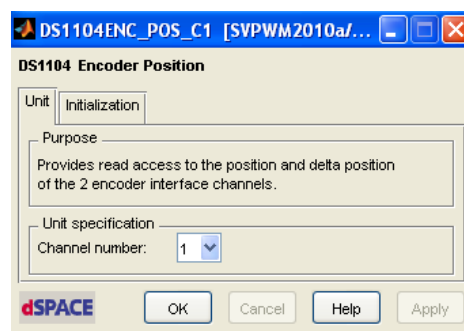 DS1104ENC_POS_C1 [SVPWM2010a/...
DS1104 Encoder Position
Unit Initialization
Purpose
Provides read access to the position and delta position
of the 2 encoder interface channels.
Unit specification
Channel number: 1
dSPACE OK Cancel Help Apply